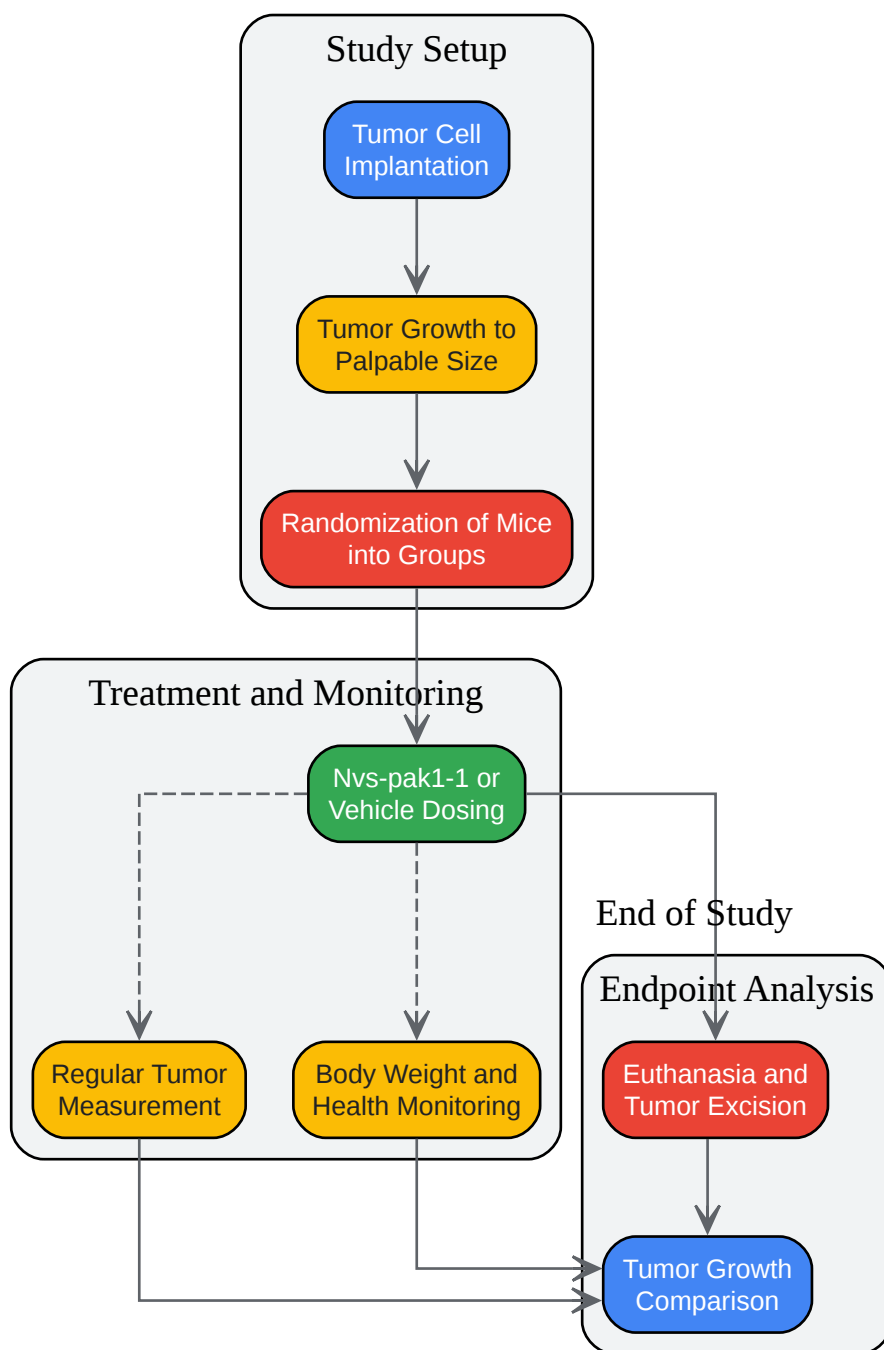 Study Setup
Tumor Cell
Implantation
Tumor Growth to
Palpable Size
Randomization of Mice
into Groups
Treatment and Monitoring
Nvs-pak1-1 or
Vehicle Dosing
End of Study
Endpoint Analysis
Regular Tumor
Measurement
Body Weight and
Health Monitoring
Euthanasia and
Tumor Excision
Tumor Growth
Comparison